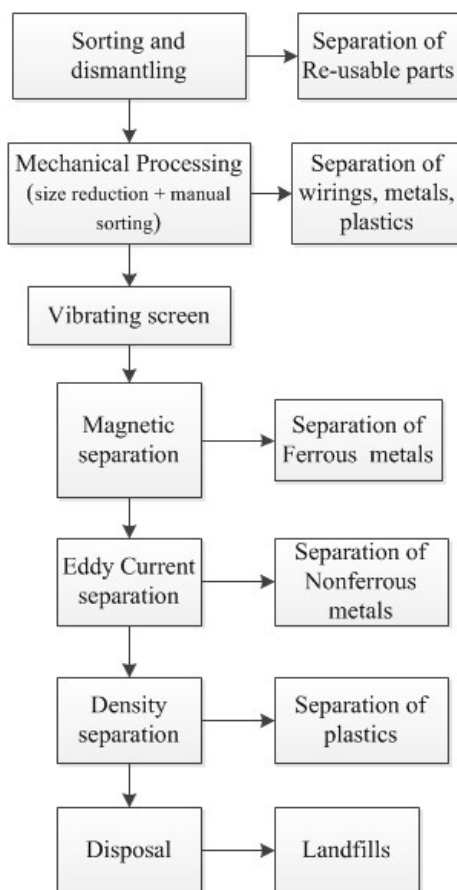 Sorting and
dismantling
Separation of
Re-usable parts
Mechanical Processing
(size reduction + manual
sorting)
Separation of
wirings, metals,
plastics
Vibrating screen
Magnetic
separation
Separation of
Ferrous metals
Eddy Current
separation
Separation of
Nonferrous
metals
Density
separation
Separation of
plastics
Disposal
Landfills